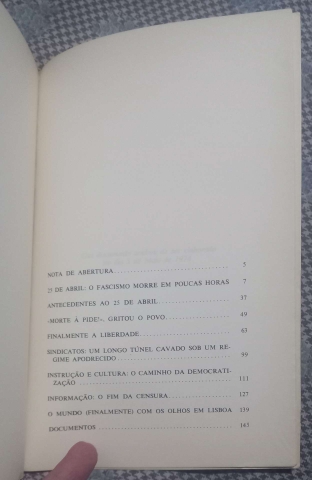 NOTA DE ABERTURA .................................... 5
25 DE ABRIL: O FASCISMO MORRE EM POUCAS HORAS 7
ANTECEDENTES AO 25 DE ABRIL ........................ 37
«MORTE À PIDE!», GRITOU O POVO ........................ 49
FINALMENTE A LIBERDADE .............................. 63
SINDICATOS: UM LONGO TÚNEL CAVADO SOB UM RE-
GIME APODRECIDO .................................... 99
INSTRUÇÃO E CULTURA: O CAMINHO DA DEMOCRATI-
ZAÇÃO ................................................ 111
INFORMAÇÃO: O FIM DA CENSURA ........................ 127
O MUNDO (FINALMENTE) COM OS OLHOS EM LISBOA 139
DOCUMENTOS .......................................... 143